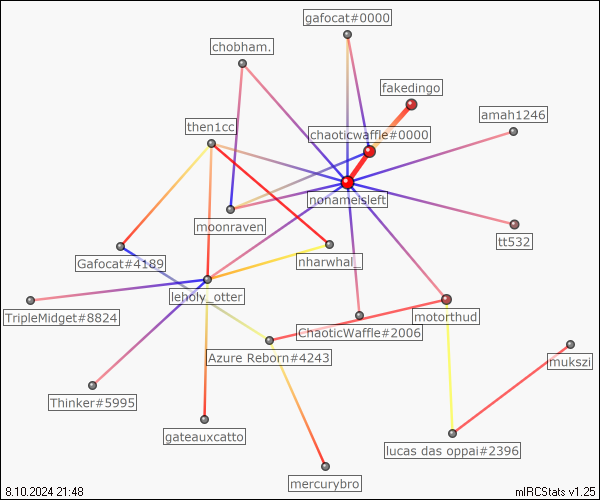 gafocat#0000
chobham.
fakedingo
amah1246
then1cc
chaoticwaffle#0000
nonameisleft
moonraven
tt532
Gafocat#4189
nharwhal_
leholy_otter
TripleMidget#8824
motorthud
ChaoticWaffle#2006
Azure Reborn#4243
mukszi
Thinker#5995
gateauxcatto
lucas das oppai#2396
mercurybro
8.10.2024 21:48
mIRCStats v1.25